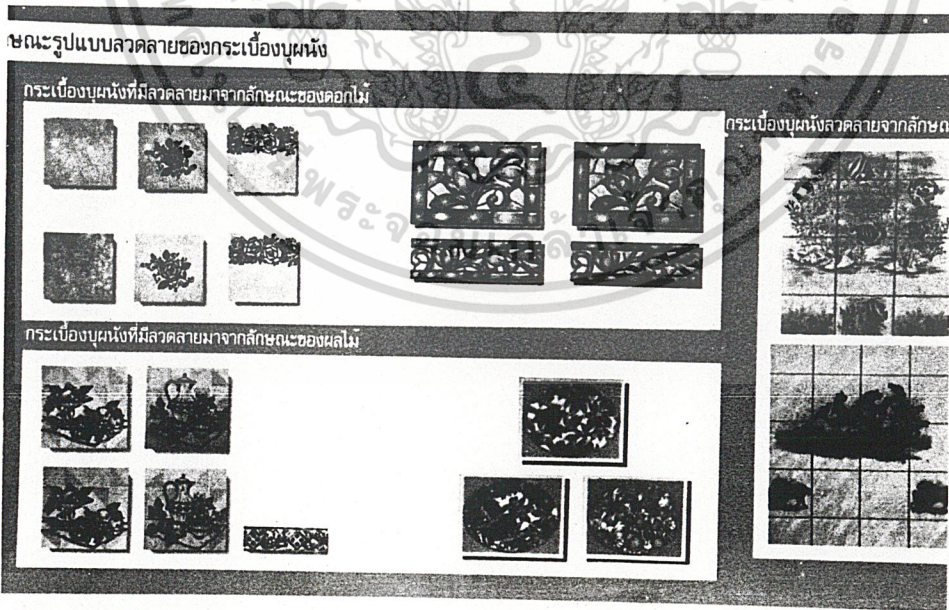 ษณะรูปแบบลวดลายของกระเบื้องบุผนัง
กระเบื้องบุผนังที่มีลวดลายมาจากลักษณะของดอกไม้
กระเบื้องบุผนังลวดลายจากลักษณ
กระเบื้องบุผนังที่มีลวดลายมาจากลักษณะของผลไม้